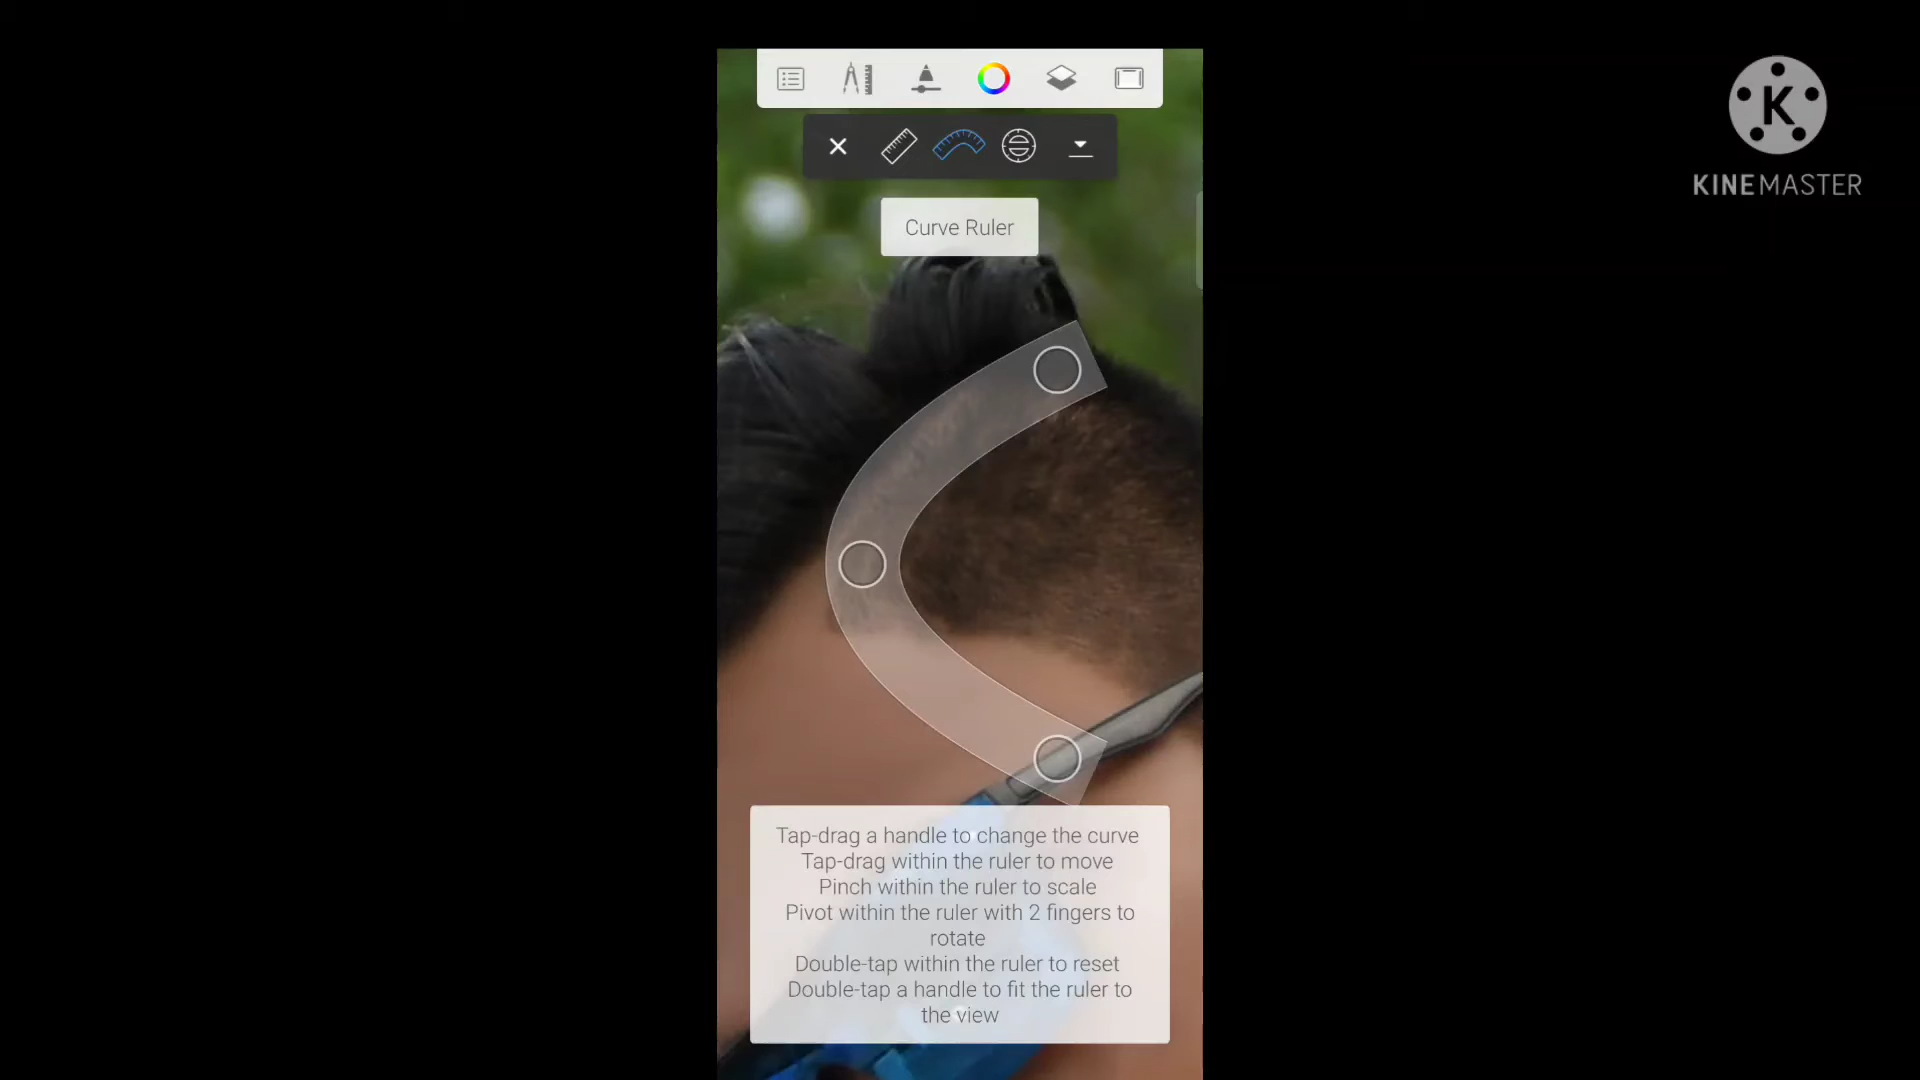 K
KINEMASTER
Curve Ruler
Tap-drag a handle to change the curve
Tap-drag within the ruler to move
Pinch within the ruler to scale
Pivot within the ruler with 2 fingers to
rotate
Double-tap within the ruler to reset
Double-tap a handle to fit the ruler to
the view